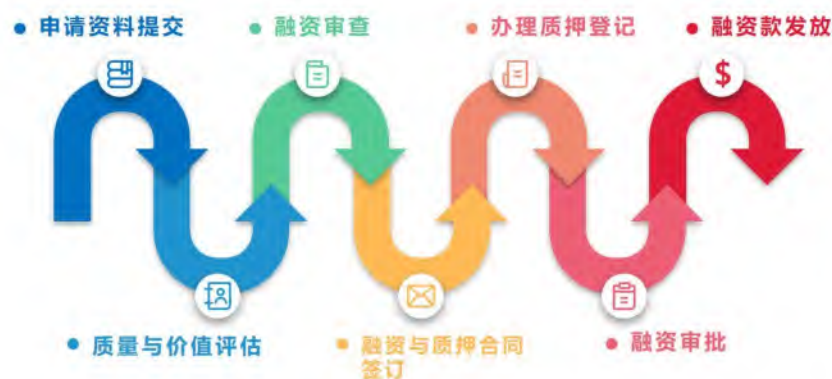 申请资料提交
融资审查
办理质押登记
融资款发放
$
质量与价值评估
融资与质押合同
签订
融资审批